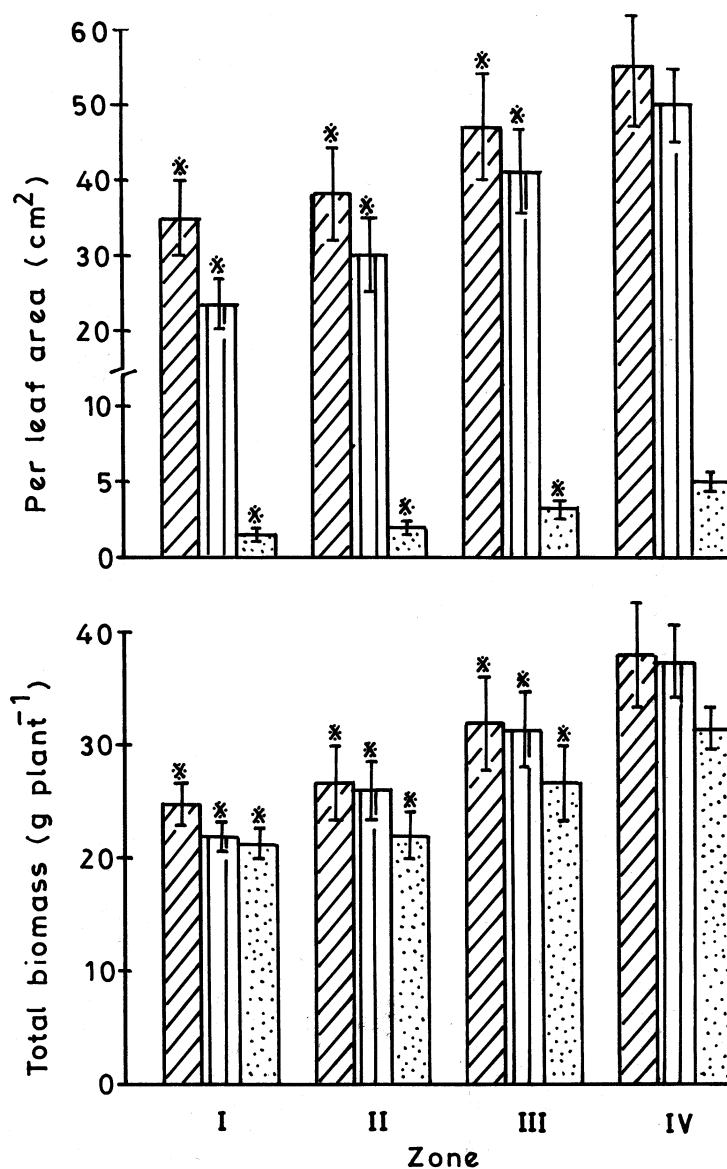 Per leaf area (cm²)
60
50
40
30
20
10
5
0
※ ※ ※ ※ ※ ※ ※ ※ ※
Total biomass (g plant⁻¹)
40
30
20
10
0
※ ※ ※ ※ ※ ※ ※ ※ ※
I II III IV
Zone